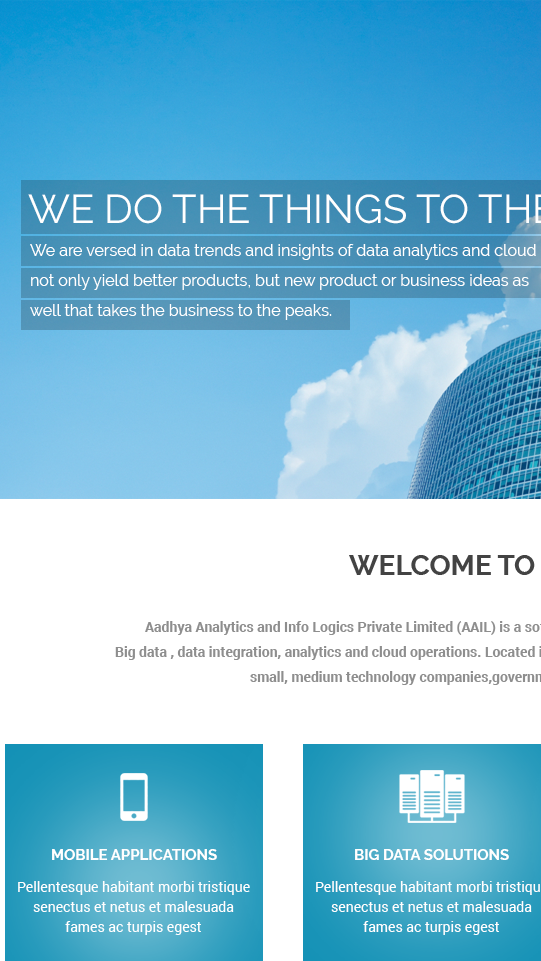 WE DO THE THINGS TO THE
We are versed in data trends and insights of data analytics and cloud
not only yield better products, but new product or business ideas as
well that takes the business to the peaks.
WELCOME TO
Aadhya Analytics and Info Logics Private Limited (AAIL) is a so
Big data , data integration, analytics and cloud operations. Located i
small, medium technology companies,governm
MOBILE APPLICATIONS
Pellentesque habitant morbi tristique
senectus et netus et malesuada
fames ac turpis egest
BIG DATA SOLUTIONS
Pellentesque habitant morbi tristiqu
senectus et netus et malesuada
fames ac turpis egest